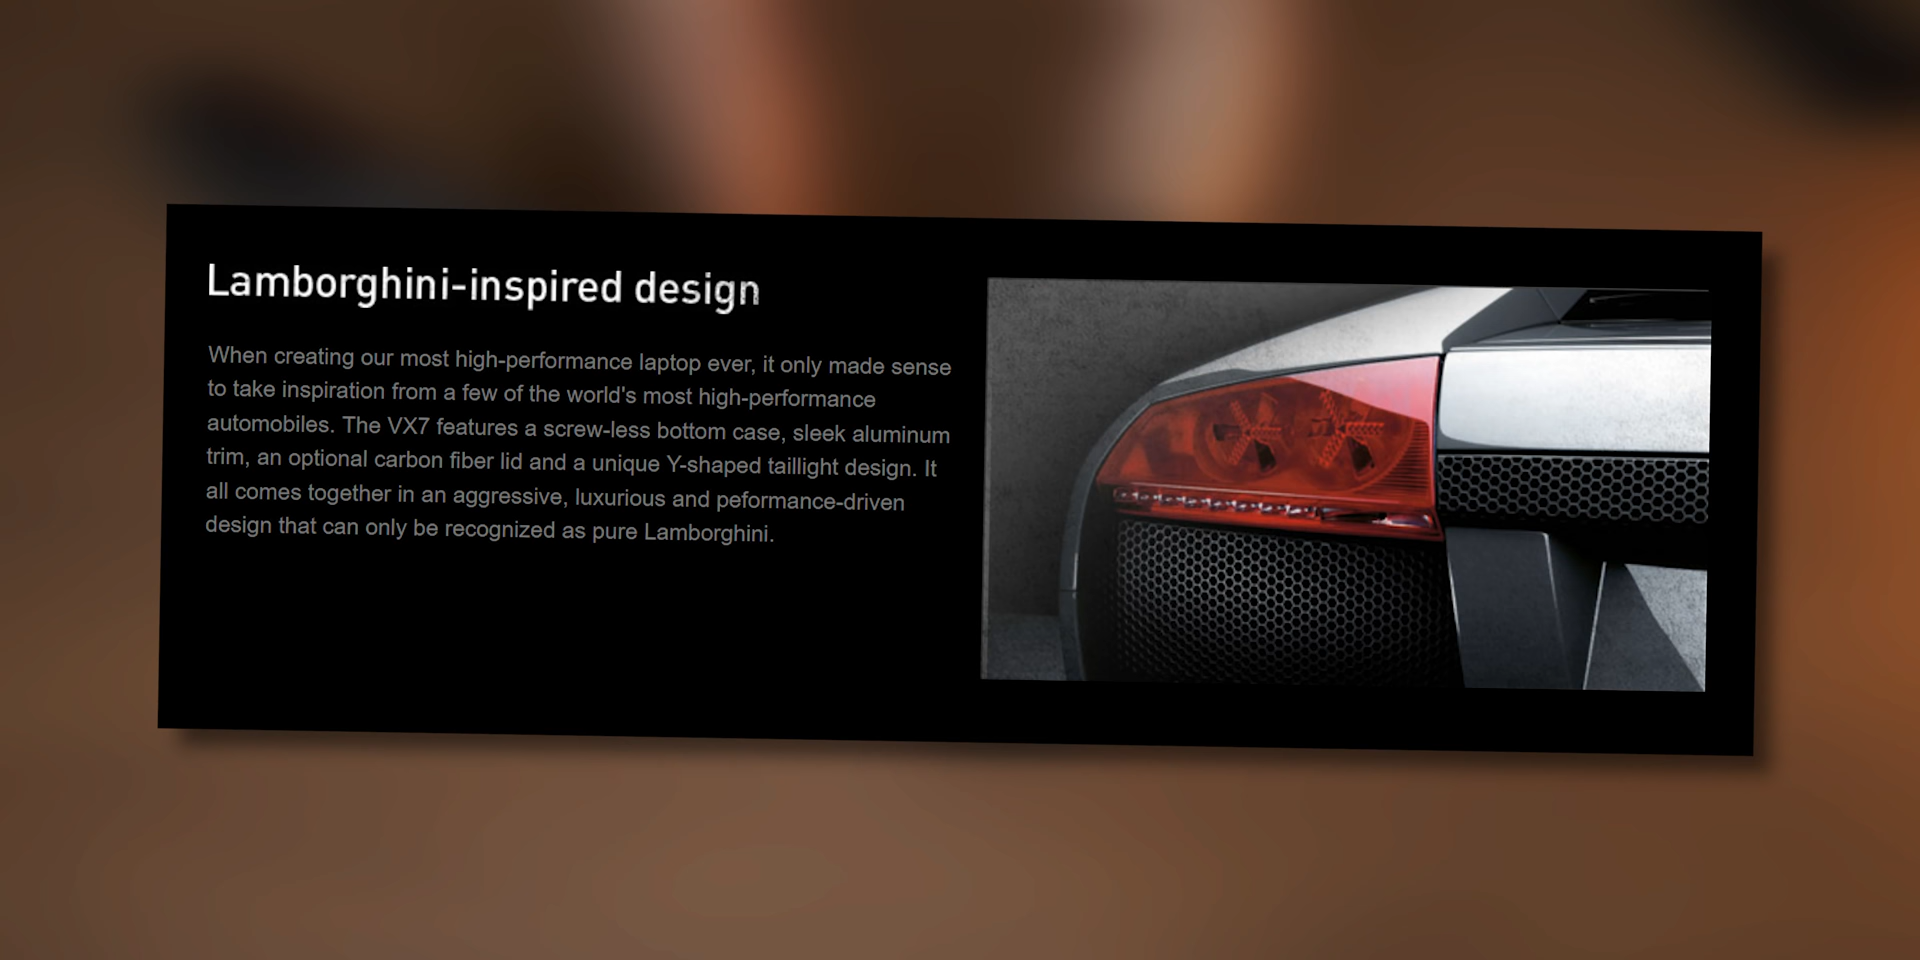 Lamborghini-inspired design
When creating our most high-performance laptop ever, it only made sense
to take inspiration from a few of the world's most high-performance
automobiles. The VX7 features a screw-less bottom case, sleek aluminum
trim, an optional carbon fiber lid and a unique Y-shaped taillight design. It
all comes together in an aggressive, luxurious and peformance-driven
design that can only be recognized as pure Lamborghini.